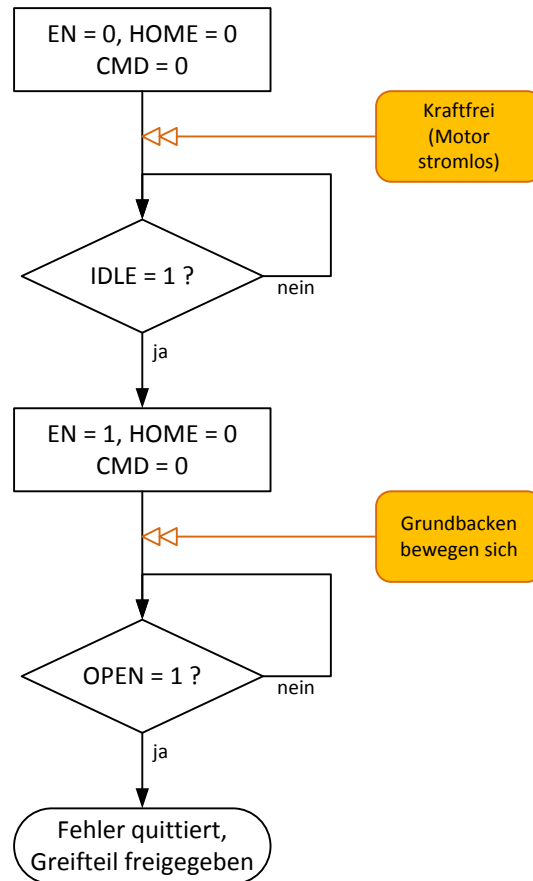 EN = 0, HOME = 0
CMD = 0
Kraftfrei
(Motor
stromlos)
IDLE = 1 ?
nein
ja
EN = 1, HOME = 0
CMD = 0
Grundbacken
bewegen sich
OPEN = 1 ?
nein
ja
Fehler quittiert,
Greifteil freigegeben